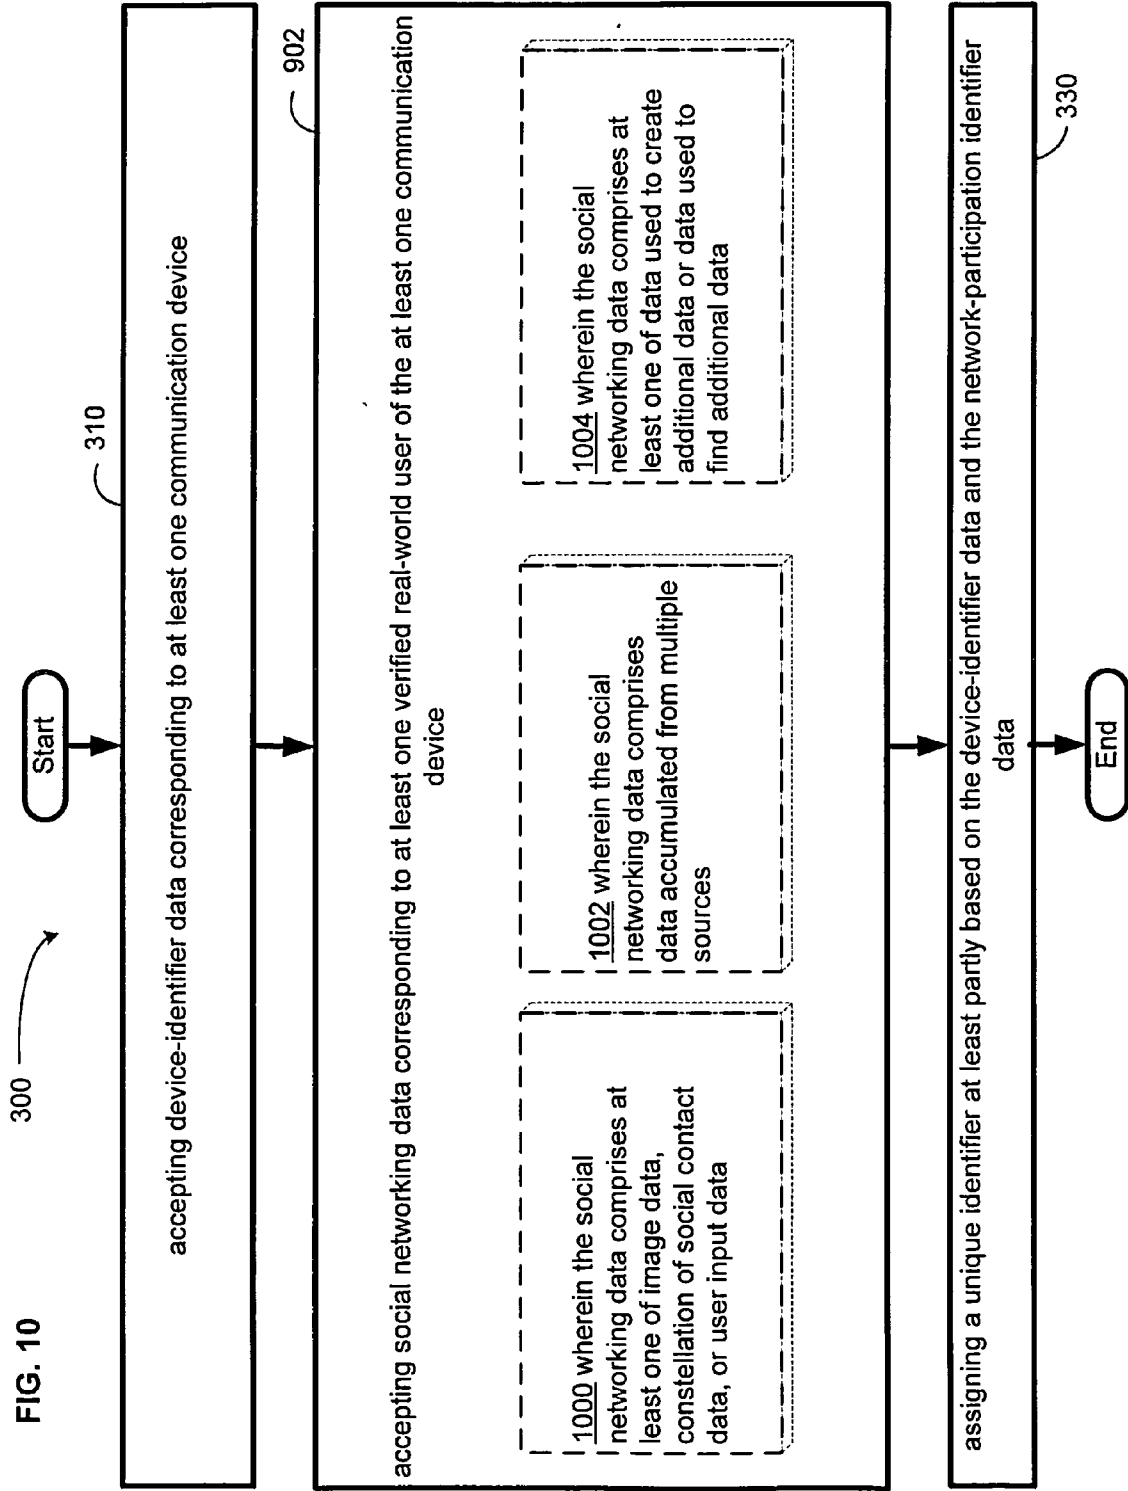 FIG. 10
300
Start
310
accepting device-identifier data corresponding to at least one communication device
902
accepting social networking data corresponding to at least one verified real-world user of the at least one communication
device
1000 wherein the social
networking data comprises at
least one of image data,
constellation of social contact
data, or user input data
1002 wherein the social
networking data comprises
data accumulated from multiple
sources
1004 wherein the social
networking data comprises at
least one of data used to create
additional data or data used to
find additional data
330
assigning a unique identifier at least partly based on the device-identifier data and the network-participation identifier
data
End